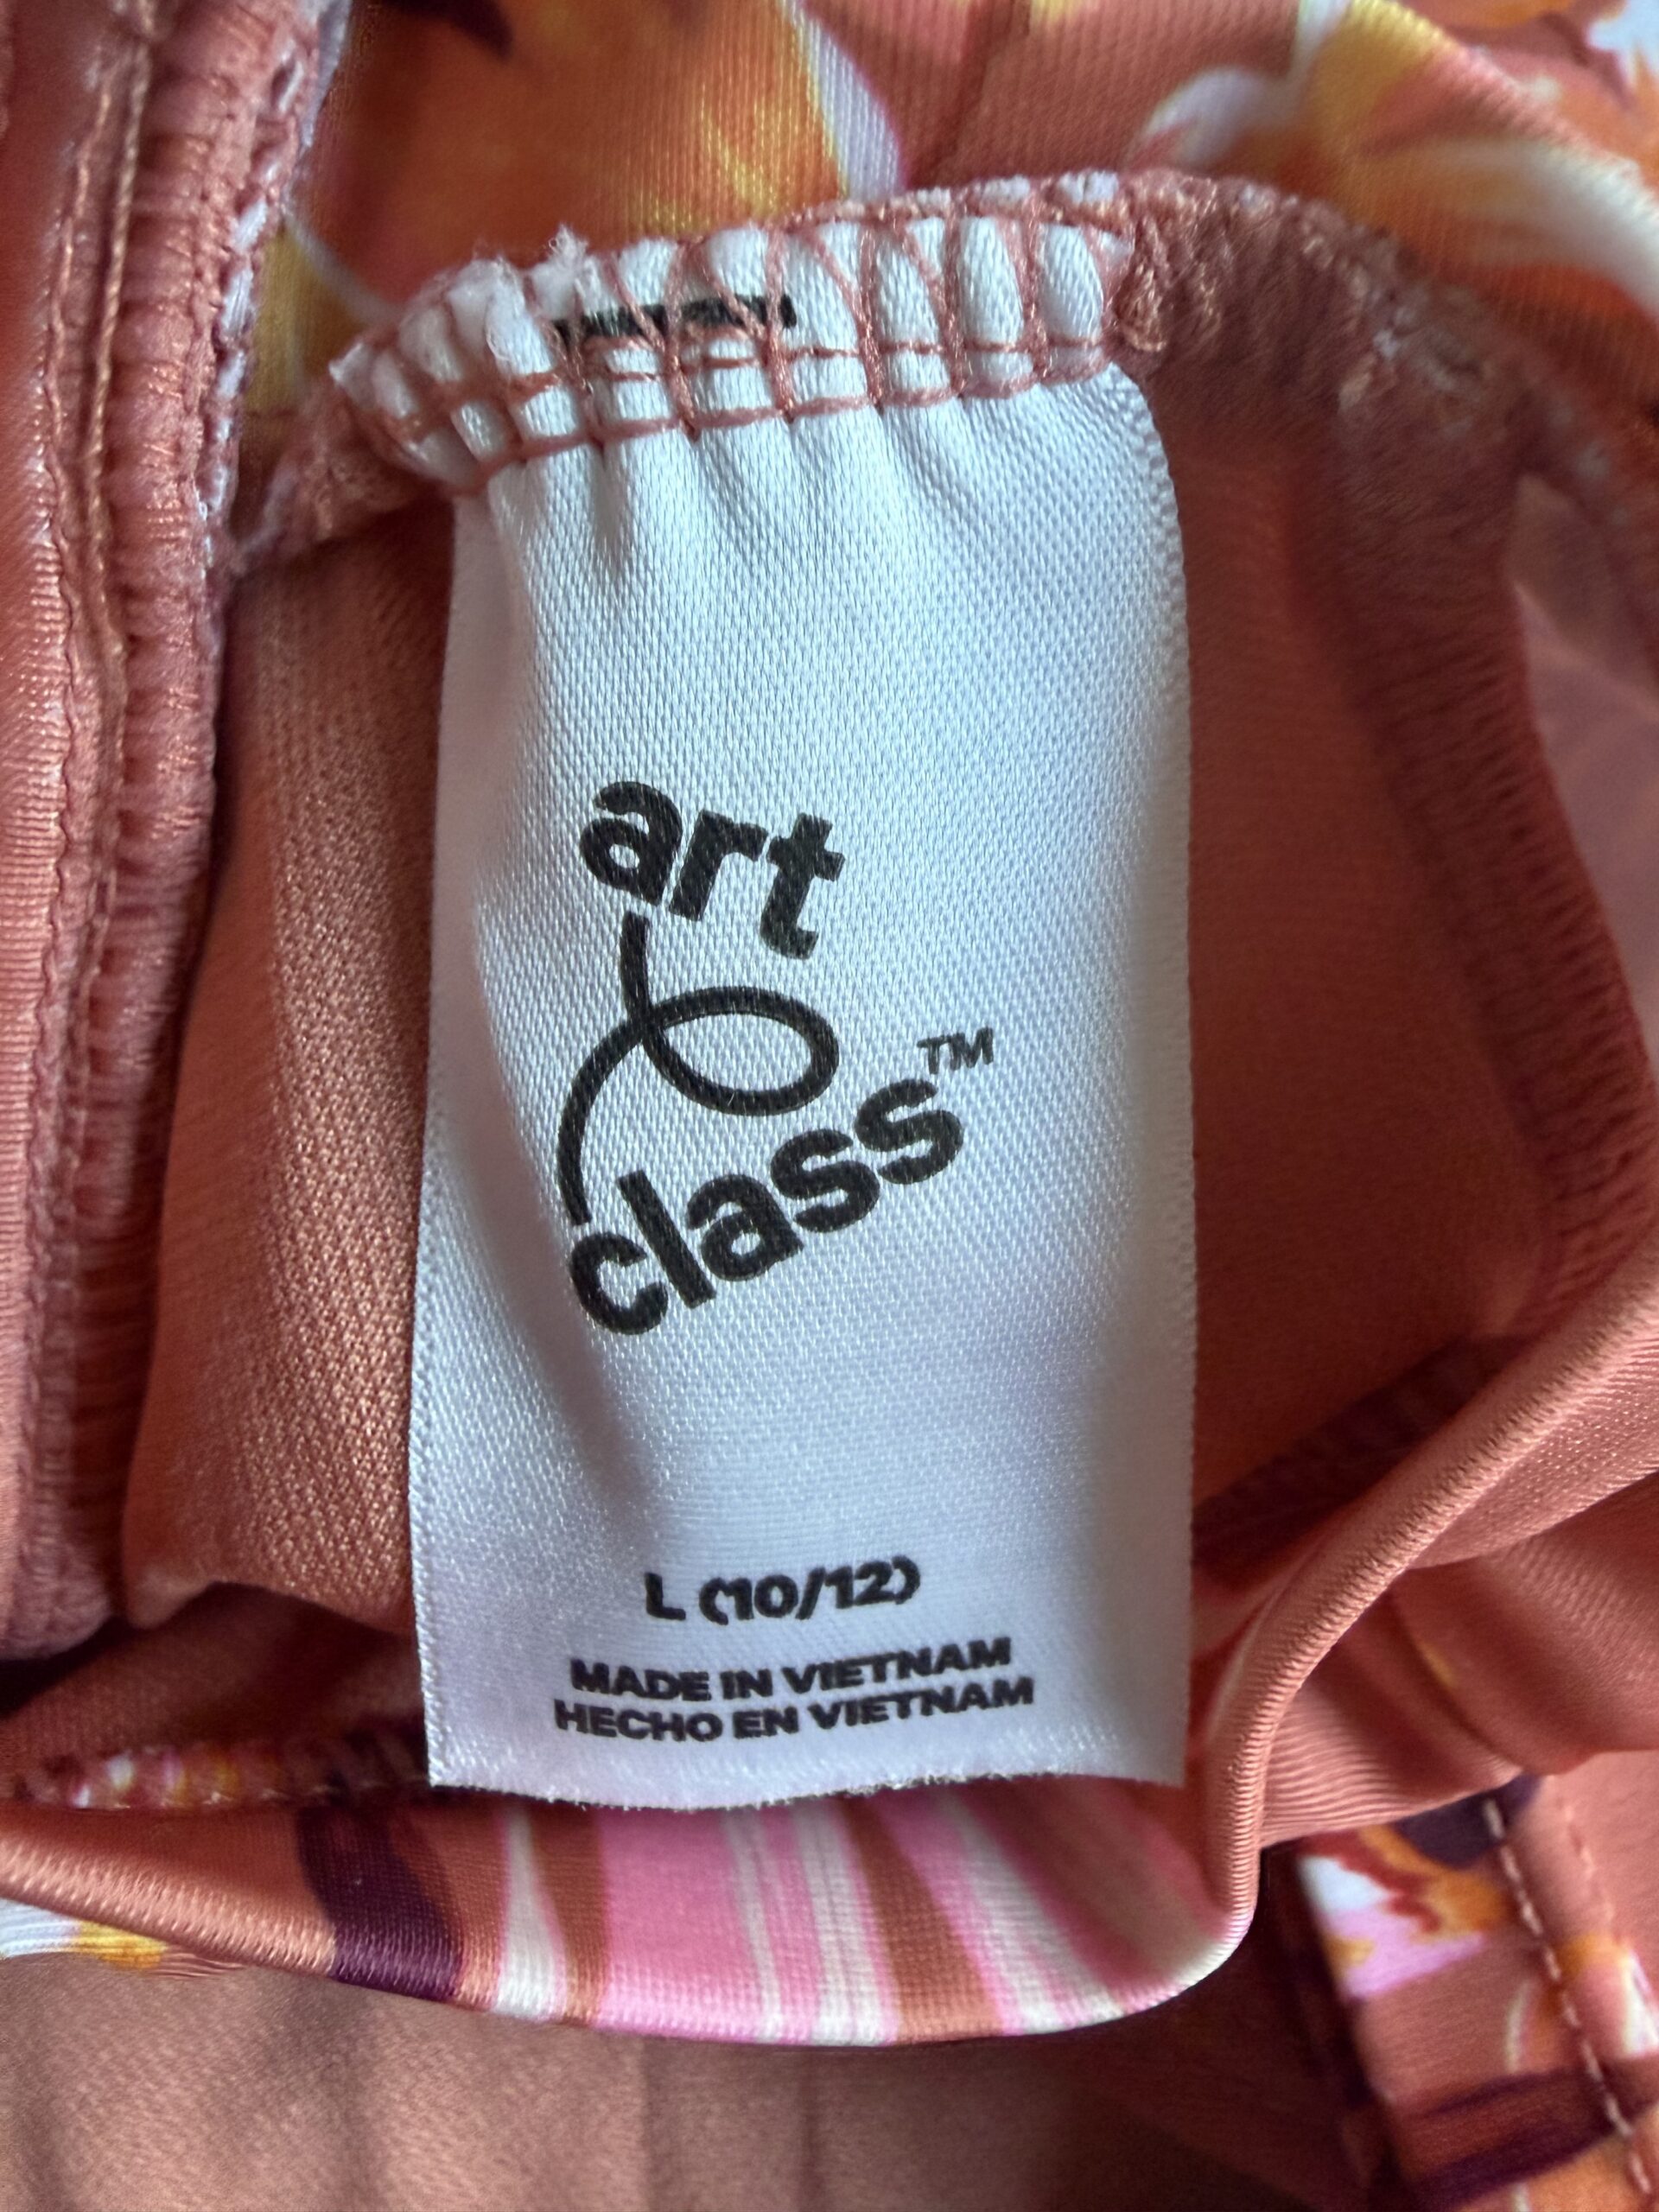 art
class™
L (10/12)
MADE IN VIETNAM
HECHO EN VIETNAM